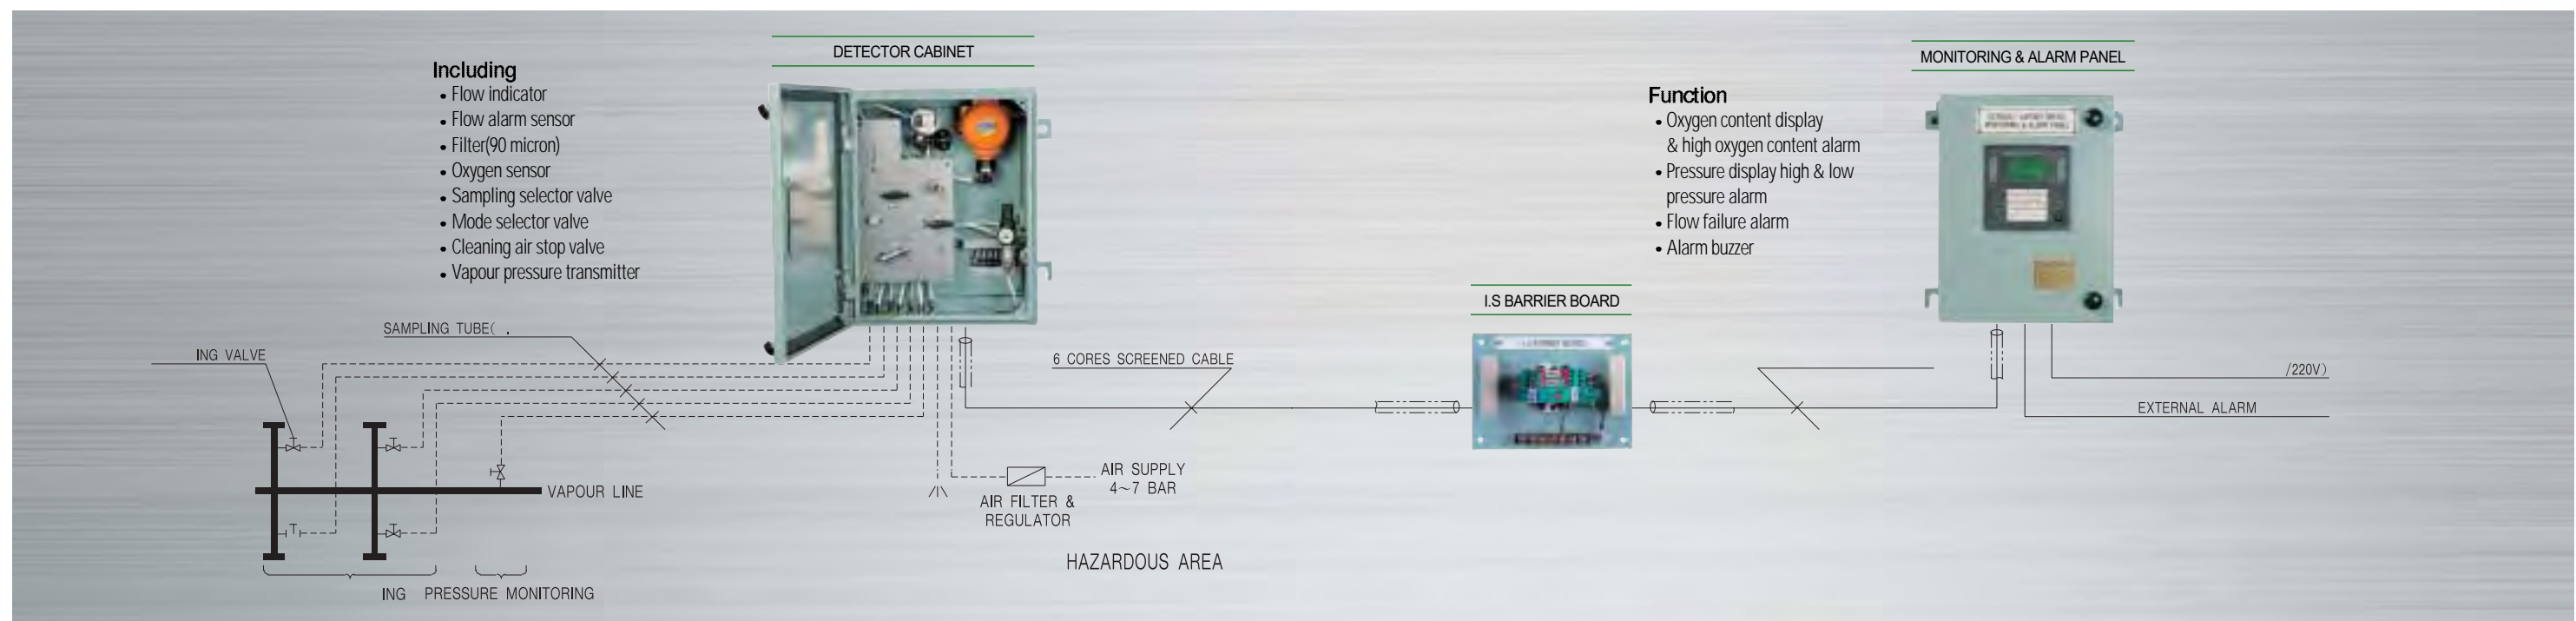 DETECTOR CABINET
Including
• Flow indicator
• Flow alarm sensor
• Filter(90 micron)
• Oxygen sensor
• Sampling selector valve
• Mode selector valve
• Cleaning air stop valve
• Vapour pressure transmitter
MONITORING & ALARM PANEL
Function
• Oxygen content display
& high oxygen content alarm
• Pressure display high & low
pressure alarm
• Flow failure alarm
• Alarm buzzer
I.S BARRIER BOARD
SAMPLING TUBE( .
ING VALVE
6 CORES SCREENED CABLE
/220V)
EXTERNAL ALARM
VAPOUR LINE
AIR SUPPLY
4~7 BAR
AIR FILTER &
REGULATOR
HAZARDOUS AREA
ING PRESSURE MONITORING